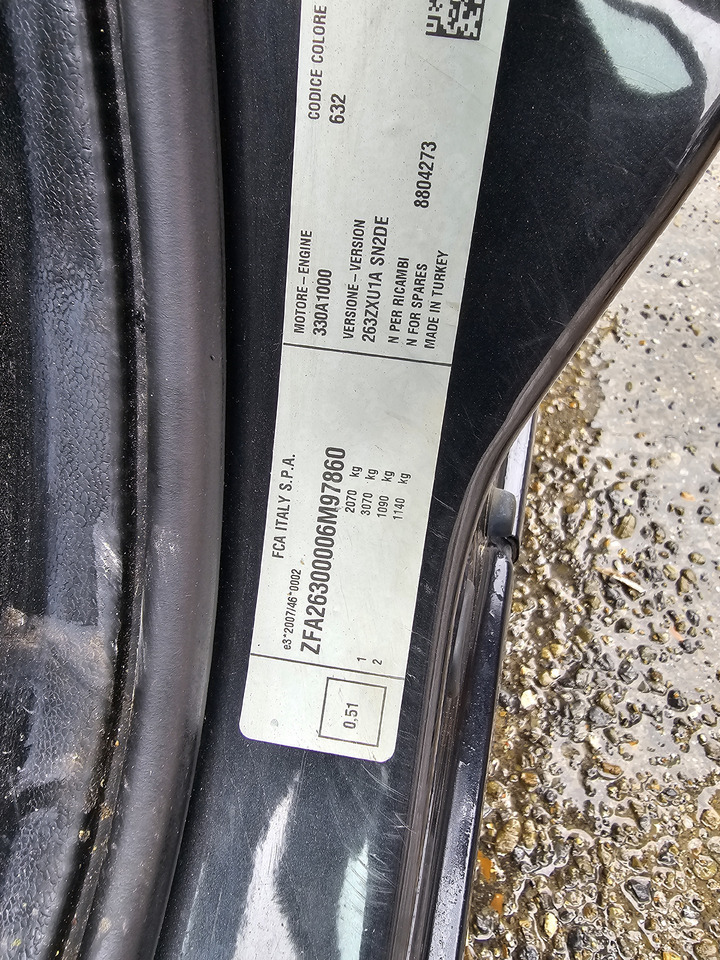 FCA ITALY S.P.A.
e3*2007/46*0002
ZFA26300006M97860
2070 kg
3070 kg
1 1090 kg
2 1140 kg
0,51
MOTORE – ENGINE
330A1000
CODICE COLORE
632
VERSIONE – VERSION
263ZXU1A SN2DE
N PER RICAMBI
N FOR SPARES 8804273
MADE IN TURKEY